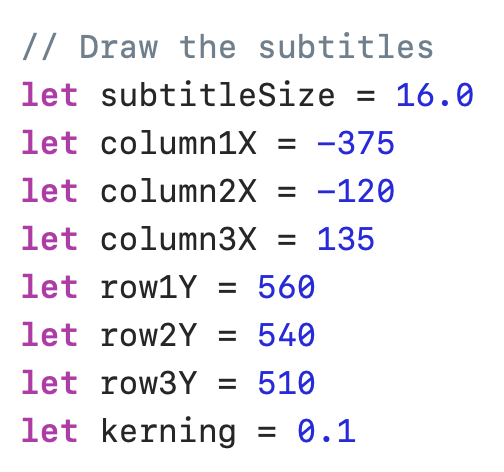 // Draw the subtitles
let subtitleSize = 16.0
let column1X = -375
let column2X = -120
let column3X = 135
let row1Y = 560
let row2Y = 540
let row3Y = 510
let kerning = 0.1